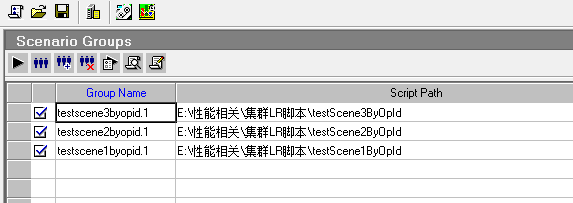 Scenario Groups
Group Name Script Path
testscene3byopid.1 E:\性能相关\集群LR脚本\testScene3ByOpId
testscene2byopid.1 E:\性能相关\集群LR脚本\testScene2ByOpId
testscene1byopid.1 E:\性能相关\集群LR脚本\testScene1ByOpId